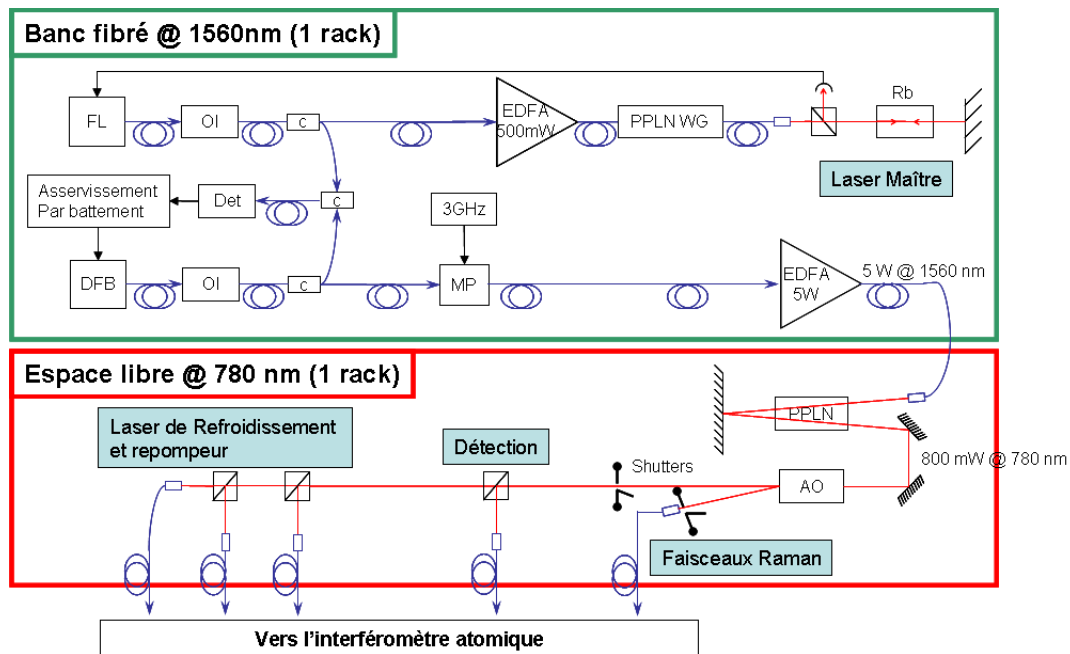 Banc fibré @ 1560nm (1 rack)
FL
OI
c
EDFA
500mW
PPLN WG
Rb
Laser Maître
Asservissement
Par battement
Det
c
3GHz
DFB
OI
c
MP
EDFA
5W
5 W @ 1560 nm
Espace libre @ 780 nm (1 rack)
Laser de Refroidissement
et repompeur
Détection
Shutters
PPLN
800 mW @ 780 nm
AO
Faisceaux Raman
Vers l'interféromètre atomique